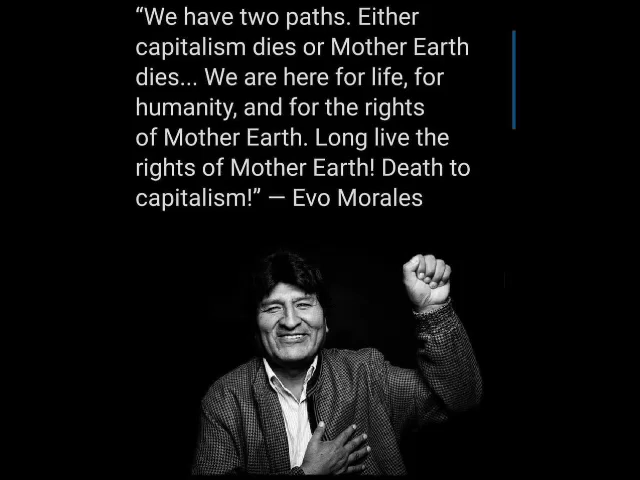 “We have two paths. Either
capitalism dies or Mother Earth
dies... We are here for life, for
humanity, and for the rights
of Mother Earth. Long live the
rights of Mother Earth! Death to
capitalism!” — Evo Morales